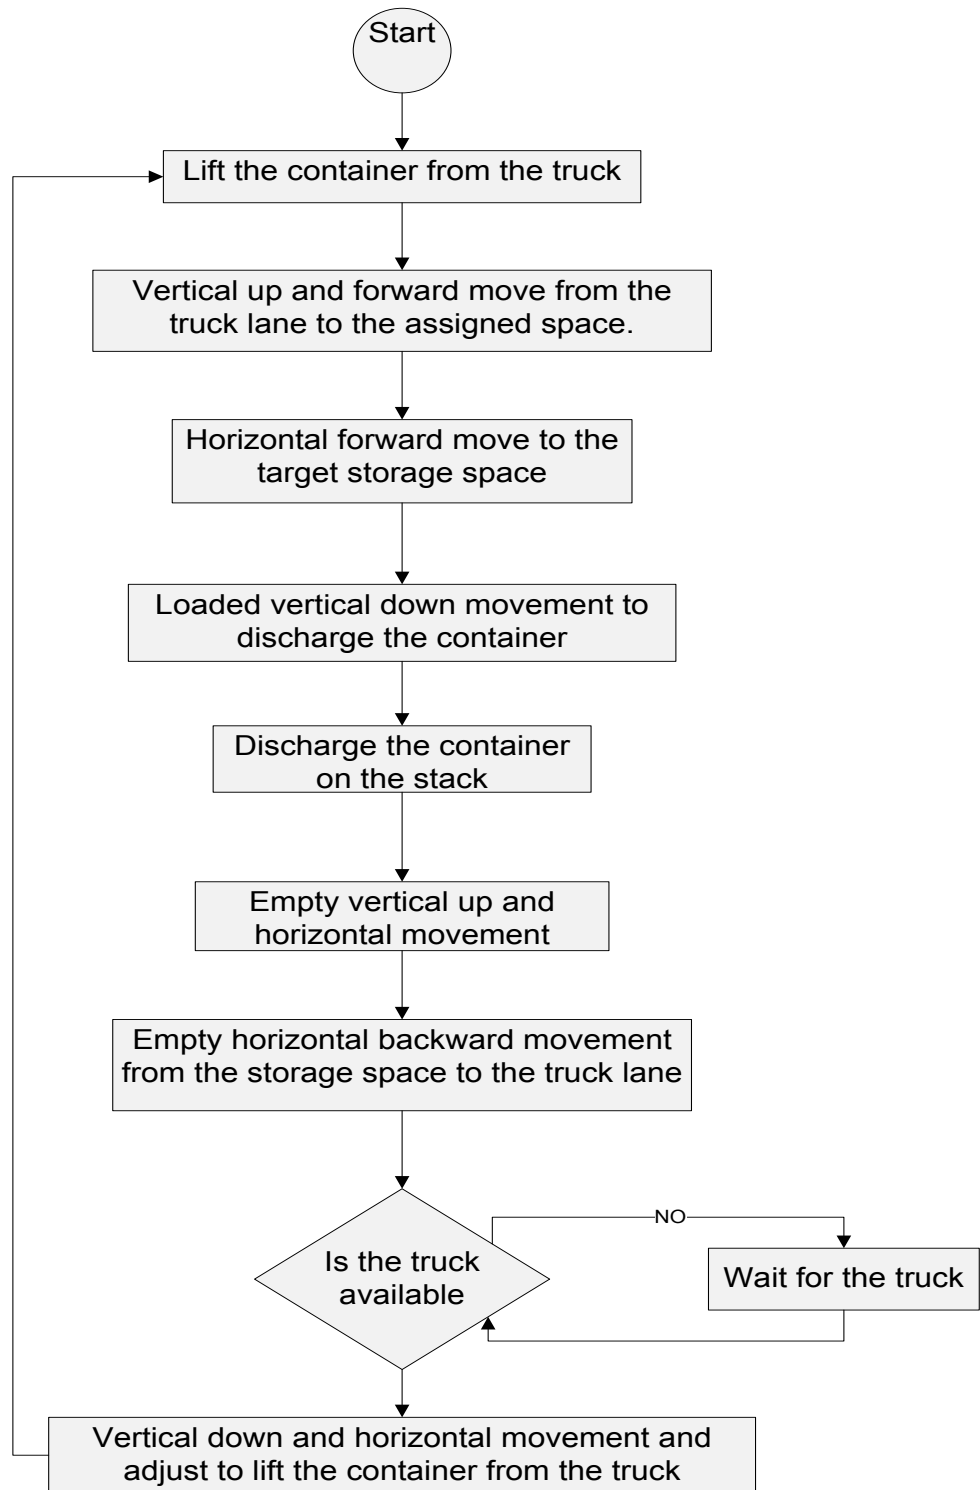 Start
Lift the container from the truck
Vertical up and forward move from the
truck lane to the assigned space.
Horizontal forward move to the
target storage space
Loaded vertical down movement to
discharge the container
Discharge the container
on the stack
Empty vertical up and
horizontal movement
Empty horizontal backward movement
from the storage space to the truck lane
Is the truck
available
NO
Wait for the truck
Vertical down and horizontal movement and
adjust to lift the container from the truck